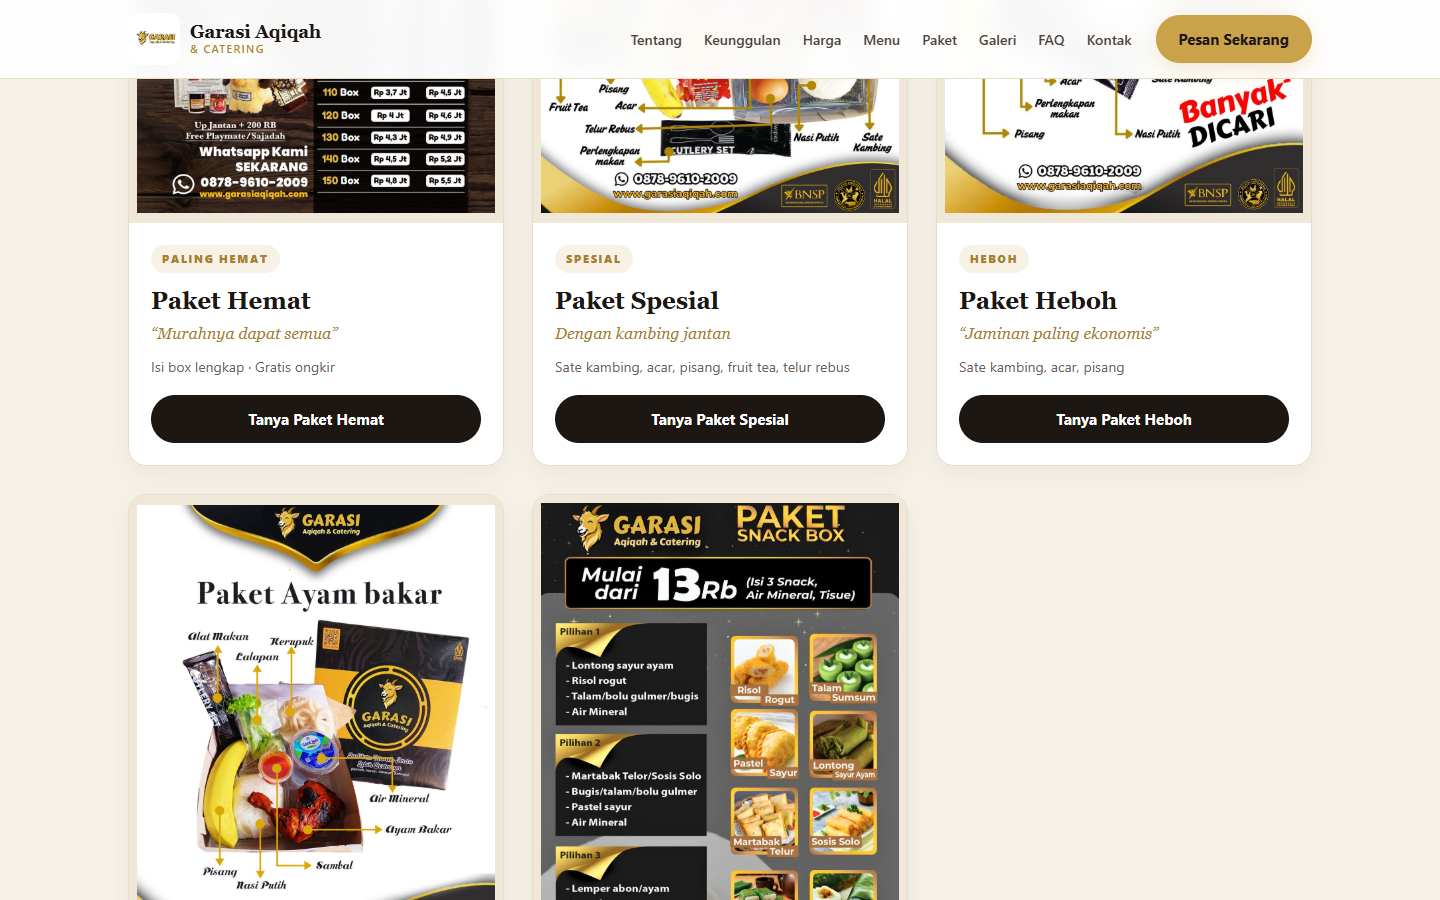 GARASI
Garasi Aqiqah
& CATERING
Tentang
Keunggulan
Harga
Menu
Paket
Galeri
FAQ
Kontak
Pesan Sekarang
110 Box Rp 3,7 Jt Rp 4,5 Jt
120 Box Rp 4 Jt Rp 4,6 Jt
130 Box Rp 4,3 Jt Rp 4,9 Jt
140 Box Rp 4,5 Jt Rp 5,2 Jt
150 Box Rp 4,8 Jt Rp 5,5 Jt
Up Jantan + 200 RB
Free Playmate/Sajadah
Whatsapp Kami
SEKARANG
0878-9610-2009
www.garasiaqiqah.com
Pisang
Fruit Tea
Acar
Telur Rebus
Perlengkapan
makan
CUTLERY SET
Nasi Putih
Sate
Kambing
0878-9610-2009
www.garasiaqiqah.com
BNSP
HALAL
Acar
Sate Kambing
Perlengkapan
makan
Pisang
Nasi Putih
Banyak
DICARI
0878-9610-2009
www.garasiaqiqah.com
BNSP
HALAL
PALING HEMAT
Paket Hemat
“Murahnya dapat semua”
Isi box lengkap · Gratis ongkir
Tanya Paket Hemat
SPESIAL
Paket Spesial
Dengan kambing jantan
Sate kambing, acar, pisang, fruit tea, telur rebus
Tanya Paket Spesial
HEBOH
Paket Heboh
“Jaminan paling ekonomis”
Sate kambing, acar, pisang
Tanya Paket Heboh
GARASI
Aqiqah & Catering
Paket Ayam bakar
Alat Makan
Lalapan
Kerupuk
GARASI
Aqiqah & Catering
Air Mineral
Ayam Bakar
Sambal
Pisang
Nasi Putih
GARASI
Aqiqah & Catering
PAKET
SNACK BOX
Mulai
dari
13Rb
(Isi 3 Snack,
Air Mineral, Tisue)
Pilihan 1
- Lontong sayur ayam
- Risol rogut
- Talam/bolu gulmer/bugis
- Air Mineral
Pilihan 2
- Martabak Telor/Sosis Solo
- Bugis/talam/bolu gulmer
- Pastel sayur
- Air Mineral
Pilihan 3
- Lemper abon/ayam
Risol
Rogut
Talam
Sumsum
Pastel
Sayur
Lontong
Sayur Ayam
Martabak
Telur
Sosis Solo